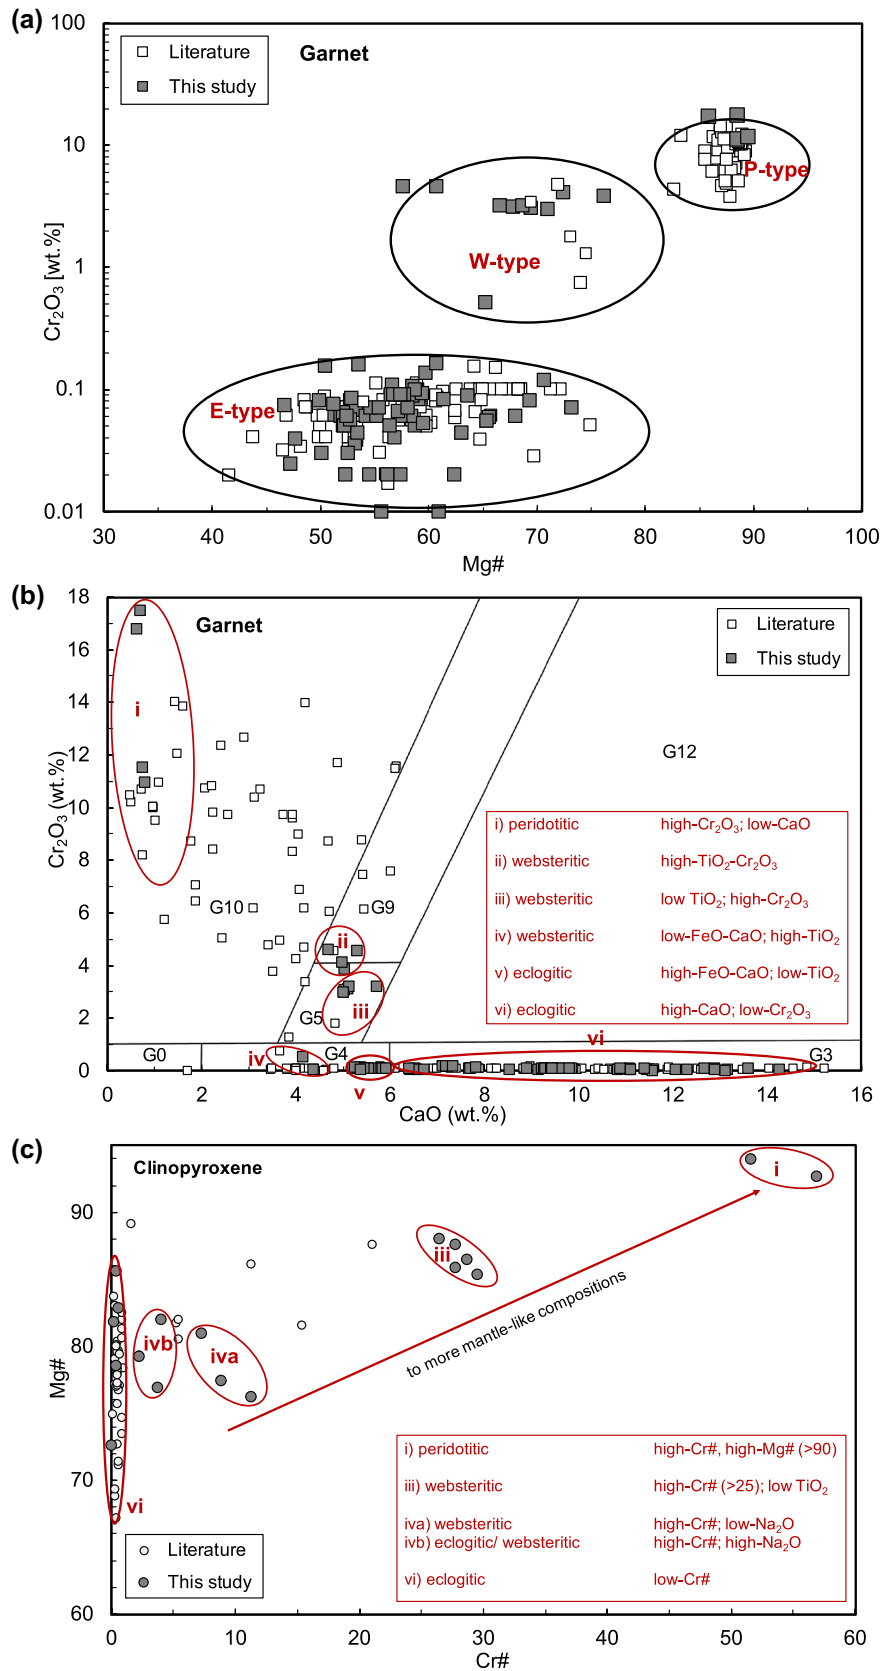 (a)
100
10
1
0.1
0.01
Cr₂O₃ [wt.%]
Literature
This study
Garnet
P-type
W-type
E-type
30 40 50 60 70 80 90 100
Mg#
(b)
18
16
14
12
10
8
6
4
2
0
Cr₂O₃ (wt.%)
Garnet
Literature
This study
i
G12
G10
G9
ii
iii
G5
G0
iv
G4
v
vi
G3
i) peridotitic high-Cr₂O₃; low-CaO
ii) websteritic high-TiO₂-Cr₂O₃
iii) websteritic low TiO₂; high-Cr₂O₃
iv) websteritic low-FeO-CaO; high-TiO₂
v) eclogitic high-FeO-CaO; low-TiO₂
vi) eclogitic high-CaO; low-Cr₂O₃
0 2 4 6 8 10 12 14 16
CaO (wt.%)
(c)
90
80
70
60
Mg#
Clinopyroxene
i
iii
ivb
iva
vi
to more mantle-like compositions
i) peridotitic high-Cr#, high-Mg# (>90)
iii) websteritic high-Cr# (>25); low TiO₂
iva) websteritic high-Cr#; low-Na₂O
ivb) eclogitic/ websteritic high-Cr#; high-Na₂O
vi) eclogitic low-Cr#
Literature
This study
0 10 20 30 40 50 60
Cr#